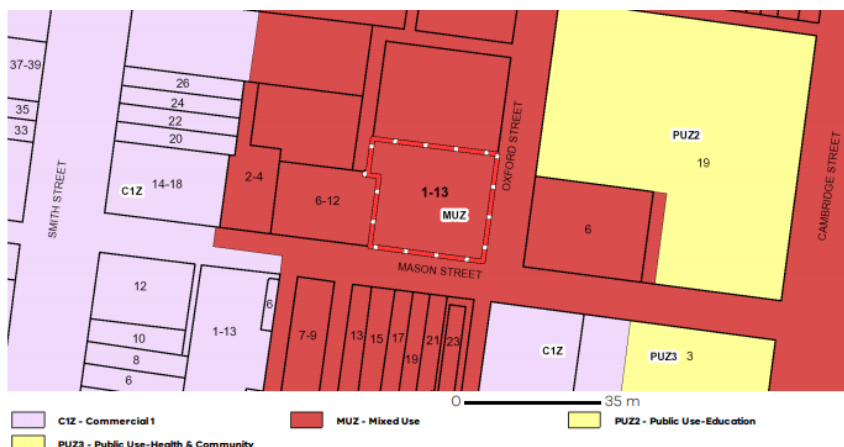 37-39
35
33
26
24
22
20
14-18
C1Z
SMITH STREET
2-4
6-12
1-13
MUZ
OXFORD STREET
PUZ2
19
CAMBRIDGE STREET
6
MASON STREET
12
10
8
6
1-13
6
7-9
13
15
17
19
21
23
C1Z
PUZ3 3
0 35 m
C1Z - Commercial 1
MUZ - Mixed Use
PUZ2 - Public Use-Education
PUZ3 - Public Use-Health & Community